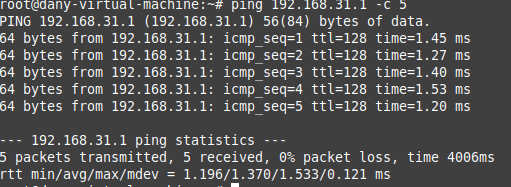 root@dany-virtual-machine:~# ping 192.168.31.1 -c 5
PING 192.168.31.1 (192.168.31.1) 56(84) bytes of data.
64 bytes from 192.168.31.1: icmp_seq=1 ttl=128 time=1.45 ms
64 bytes from 192.168.31.1: icmp_seq=2 ttl=128 time=1.27 ms
64 bytes from 192.168.31.1: icmp_seq=3 ttl=128 time=1.40 ms
64 bytes from 192.168.31.1: icmp_seq=4 ttl=128 time=1.53 ms
64 bytes from 192.168.31.1: icmp_seq=5 ttl=128 time=1.20 ms

--- 192.168.31.1 ping statistics ---
5 packets transmitted, 5 received, 0% packet loss, time 4006ms
rtt min/avg/max/mdev = 1.196/1.370/1.533/0.121 ms